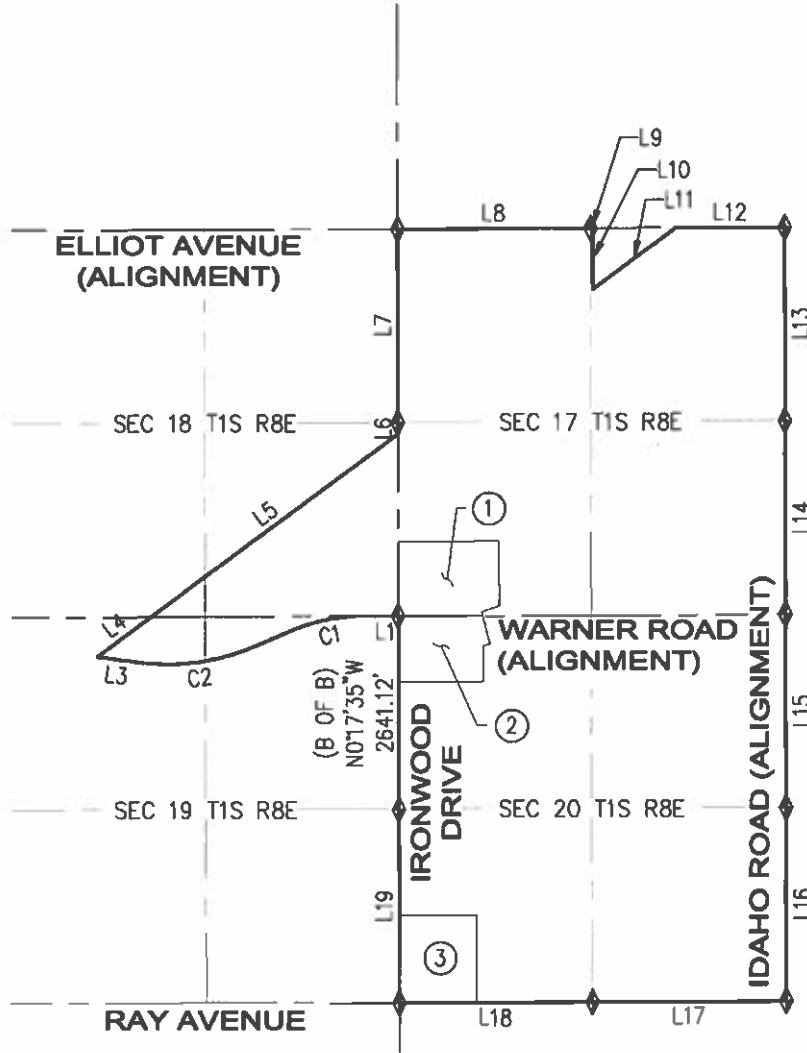 L9
L10
L11
L8
L12
ELLIOT AVENUE
(ALIGNMENT)
L7
L13
SEC 18 T1S R8E
L6
SEC 17 T1S R8E
L5
1
L14
L4
C1
L1
WARNER ROAD
(ALIGNMENT)
L3
C2
(B OF B)
N0°17'35"W
2641.12'
2
L15
IRONWOOD
DRIVE
IDAHO ROAD (ALIGNMENT)
SEC 19 T1S R8E
SEC 20 T1S R8E
L19
L16
3
RAY AVENUE
L18
L17